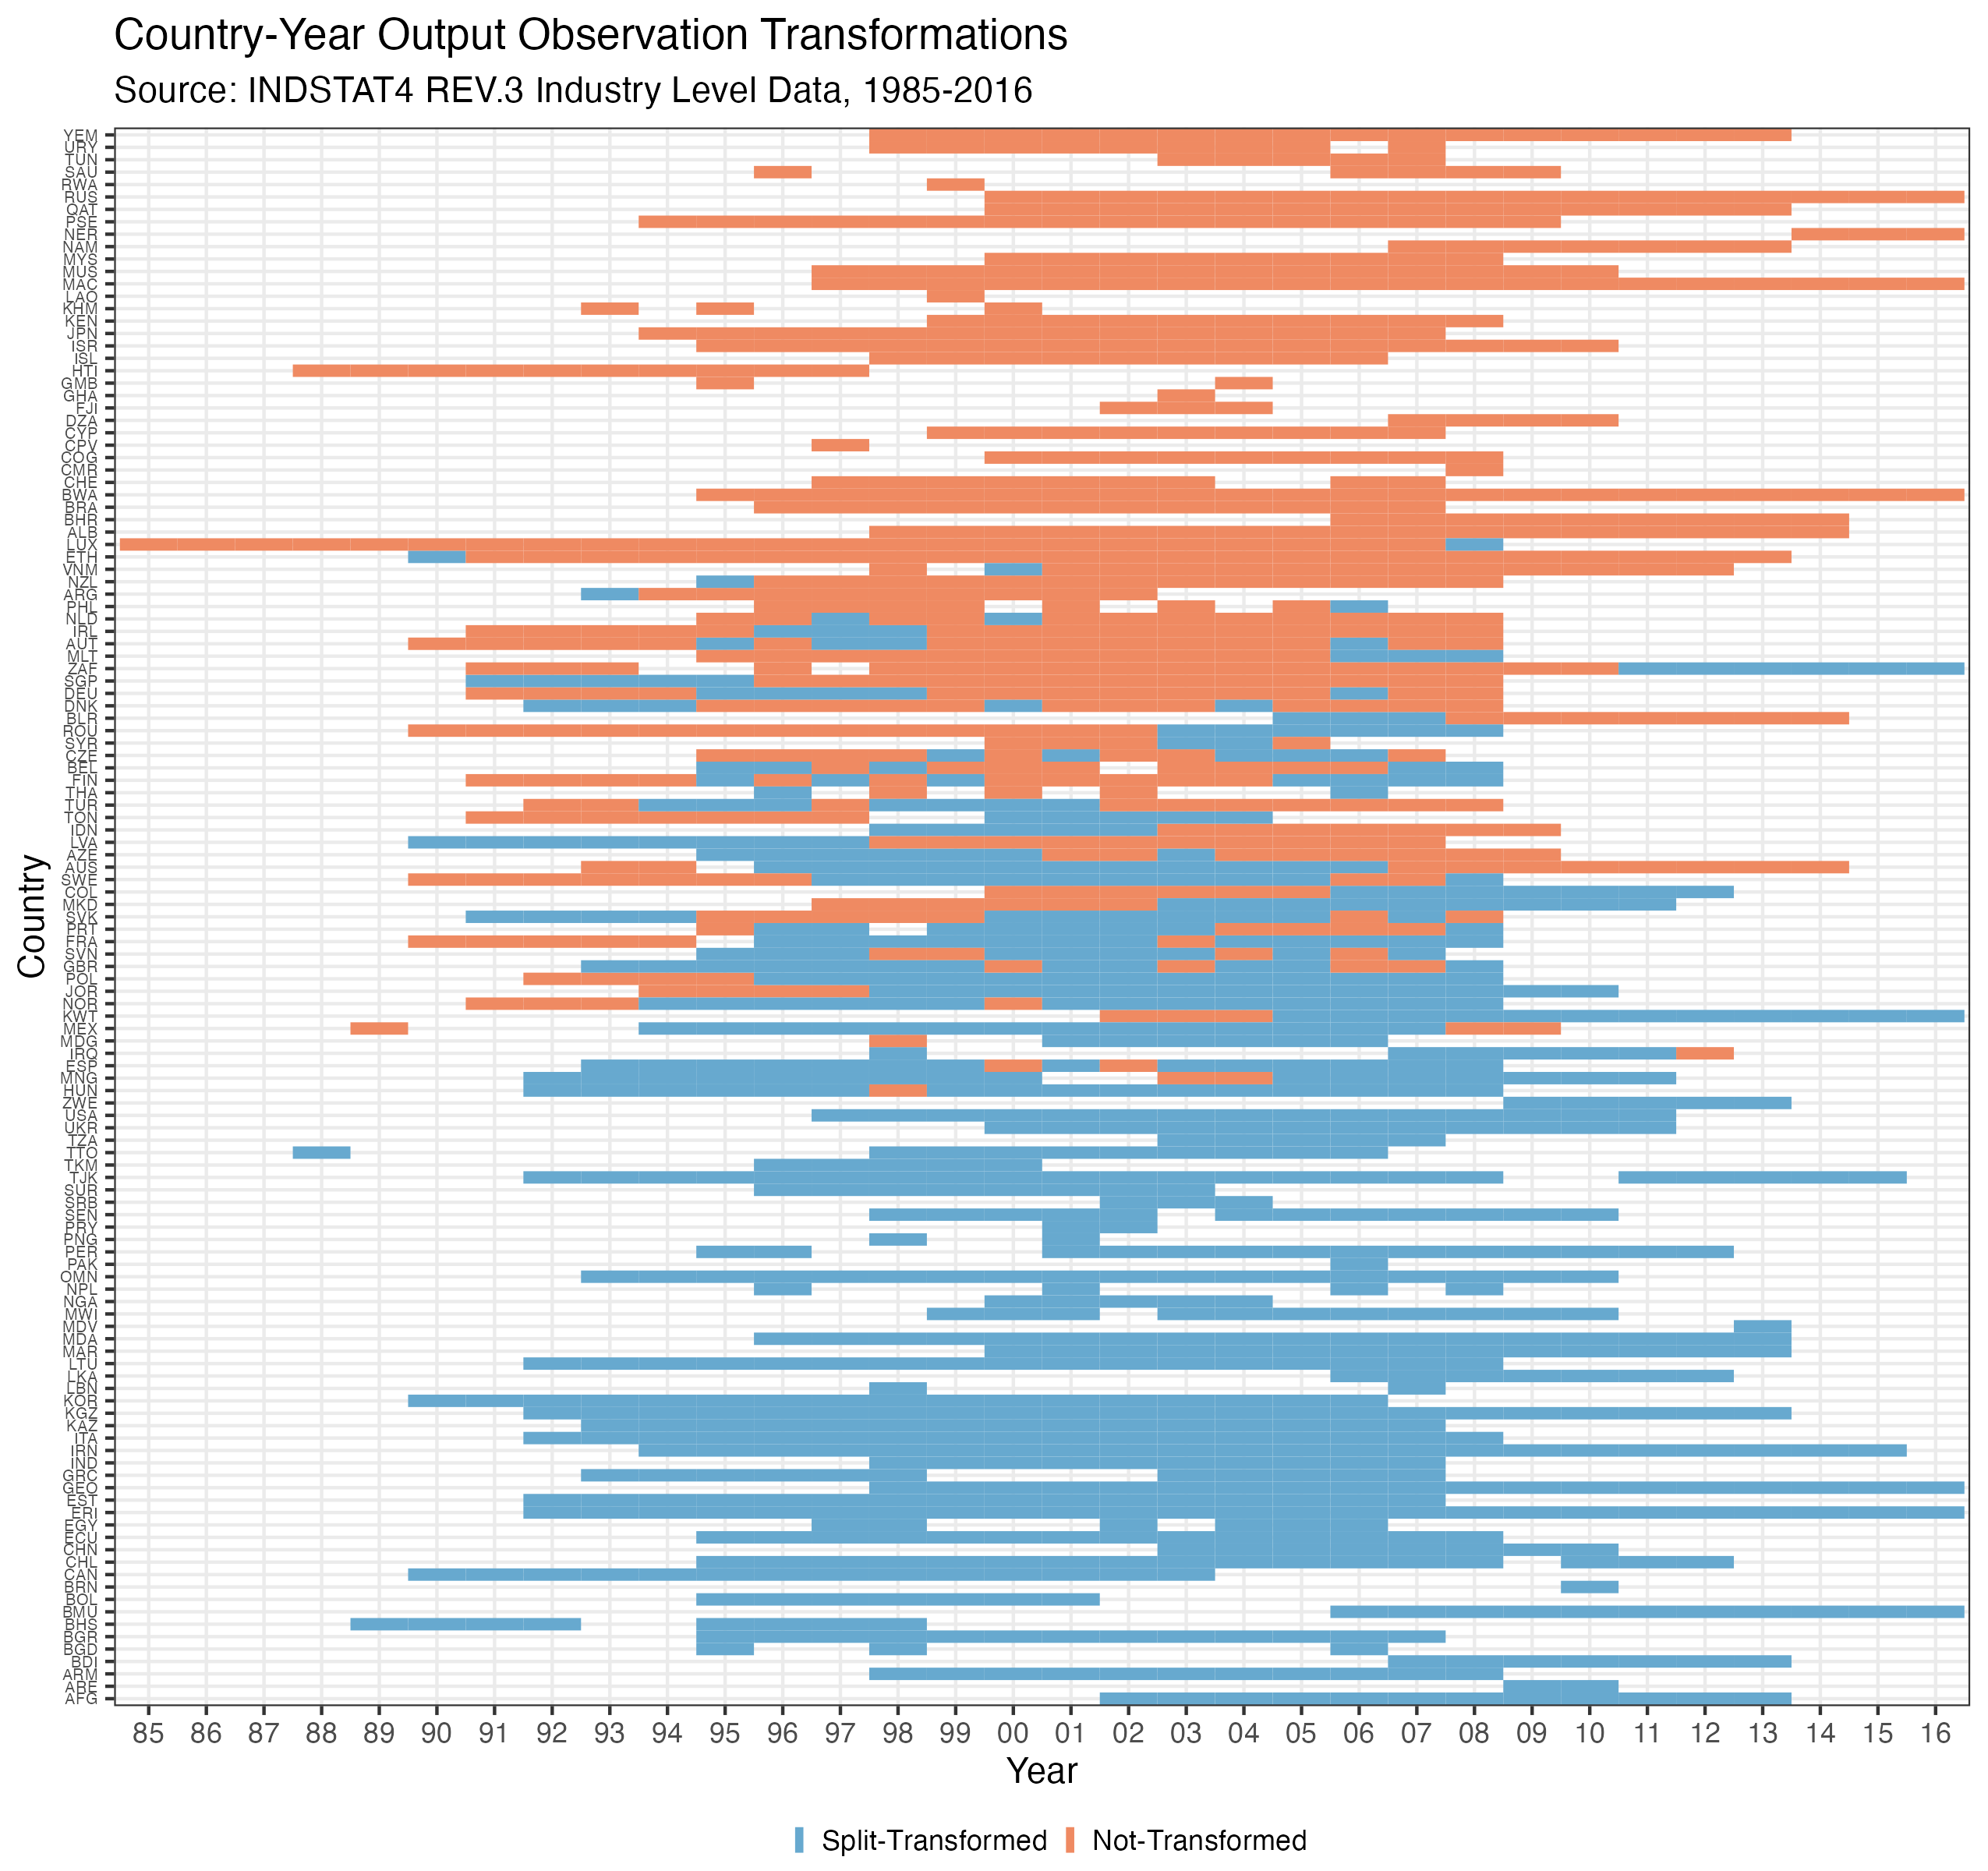 Country-Year Output Observation Transformations
Source: INDSTAT4 REV.3 Industry Level Data, 1985-2016
YEM
URY
TUN
SAU
RWA
RUS
QAT
PSE
NER
NAM
MYS
MUS
MAC
LAO
KHM
KEN
JPN
ISR
ISL
HTI
GMB
GHA
FJI
DZA
CYP
CPV
COG
CMR
CHE
BWA
BRA
BHR
ALB
LUX
ETH
VNM
NZL
ARG
PHL
NLD
IRL
AUT
MLT
ZAF
SGP
DEU
DNK
BLR
ROU
SYR
CZE
BEL
FIN
THA
TUR
TON
IDN
LVA
AZE
AUS
SWE
COL
MKD
SVK
PRT
FRA
SVN
GBR
POL
JOR
NOR
KWT
MEX
MDG
IRQ
ESP
MNG
HUN
ZWE
USA
UKR
TZA
TTO
TKM
TJK
SUR
SRB
SEN
PRY
PNG
PER
PAK
OMN
NPL
NGA
MWI
MDV
MDA
MAR
LTU
LKA
LBN
KOR
KGZ
KAZ
ITA
IRN
IND
GRC
GEO
EST
ERI
EGY
ECU
CHN
CHL
CAN
BRN
BOL
BMU
BHS
BGR
BGD
BDI
ARM
ARE
AFG
Country
85 86 87 88 89 90 91 92 93 94 95 96 97 98 99 00 01 02 03 04 05 06 07 08 09 10 11 12 13 14 15 16
Year
Split-Transformed Not-Transformed